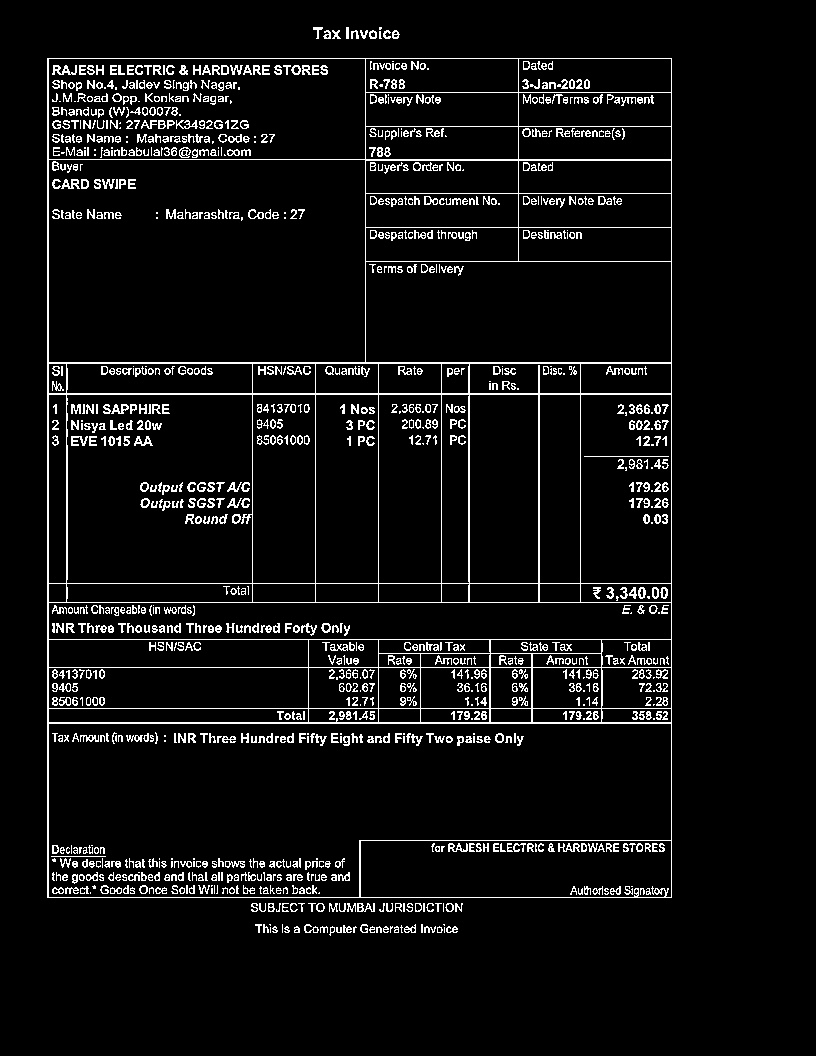 Tax Invoice
RAJESH ELECTRIC & HARDWARE STORES
Shop No.4, Jaidev Singh Nagar,
J.M.Road Opp. Konkan Nagar,
Bhandup (W)-400078.
GSTIN/UIN: 27AFBPK3492G1ZG
State Name : Maharashtra, Code : 27
E-Mail : jainbabulal36@gmail.com
Invoice No. Dated
R-788 3-Jan-2020
Delivery Note Mode/Terms of Payment
Supplier's Ref. Other Reference(s)
788
Buyer
CARD SWIPE
State Name : Maharashtra, Code : 27
Buyer's Order No. Dated
Despatch Document No. Delivery Note Date
Despatched through Destination
Terms of Delivery
Sl No. Description of Goods HSN/SAC Quantity Rate per Disc in Rs. Disc. % Amount
1 MINI SAPPHIRE 84137010 1 Nos 2,366.07 Nos 2,366.07
2 Nisya Led 20w 9405 3 PC 200.89 PC 602.67
3 EVE 1015 AA 85061000 1 PC 12.71 PC 12.71
2,981.45
Output CGST A/C 179.26
Output SGST A/C 179.26
Round Off 0.03
Total ₹ 3,340.00
Amount Chargeable (in words) E. & O.E
INR Three Thousand Three Hundred Forty Only
HSN/SAC Taxable Value Central Tax State Tax Total Tax Amount
Rate Amount Rate Amount
84137010 2,366.07 6% 141.96 6% 141.96 283.92
9405 602.67 6% 36.16 6% 36.16 72.32
85061000 12.71 9% 1.14 9% 1.14 2.28
Total 2,981.45 179.26 179.26 358.52
Tax Amount (in words) : INR Three Hundred Fifty Eight and Fifty Two paise Only
Declaration
* We declare that this invoice shows the actual price of
the goods described and that all particulars are true and
correct.* Goods Once Sold Will not be taken back.
for RAJESH ELECTRIC & HARDWARE STORES
Authorised Signatory
SUBJECT TO MUMBAI JURISDICTION
This is a Computer Generated Invoice